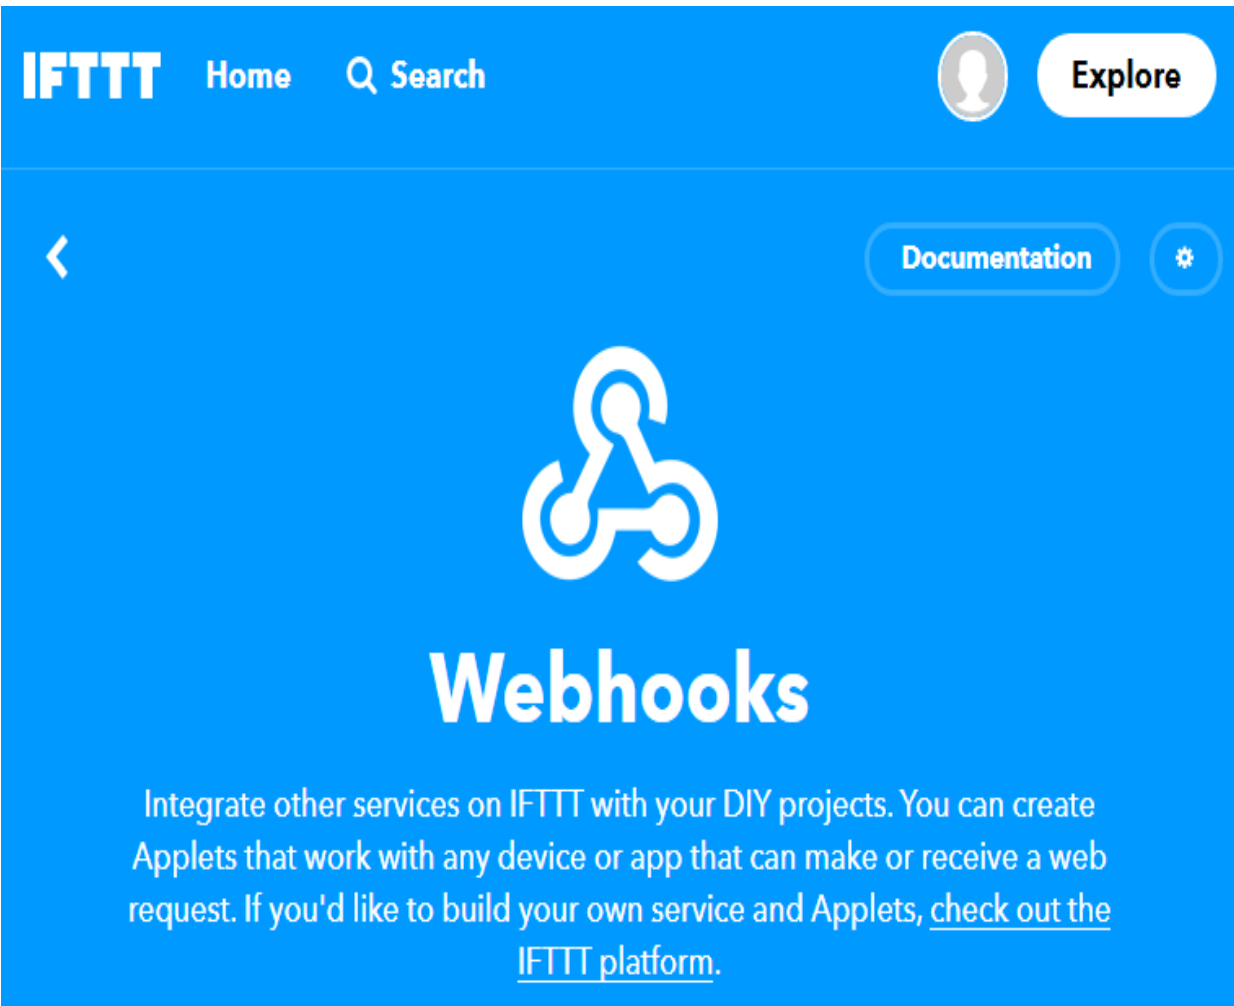 IFTTT Home Search Explore
Documentation
Webhooks
Integrate other services on IFTTT with your DIY projects. You can create
Applets that work with any device or app that can make or receive a web
request. If you'd like to build your own service and Applets, check out the
IFTTT platform.